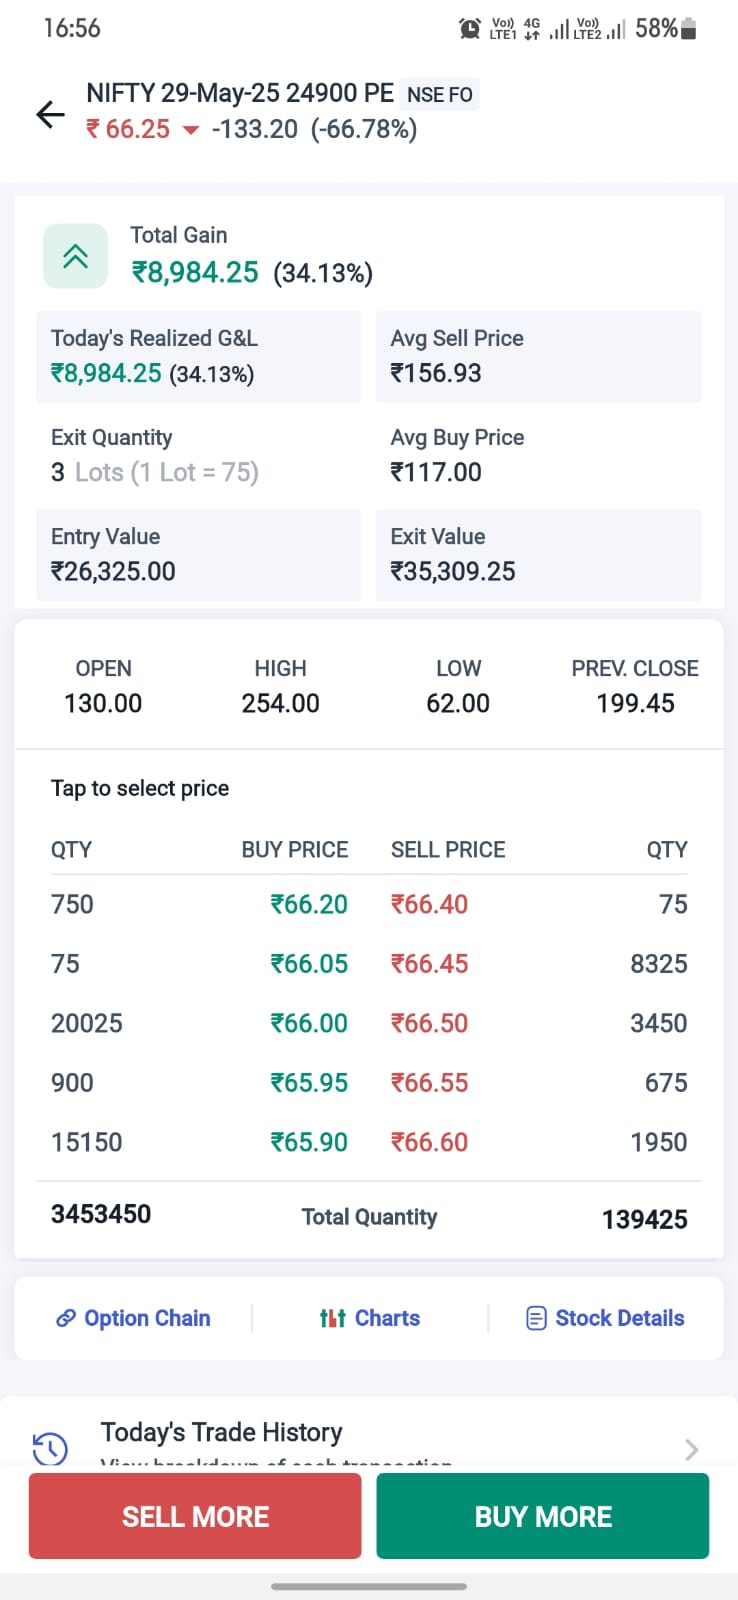 16:56 Vo)) LTE1 4G Vo)) LTE2 58%
NIFTY 29-May-25 24900 PE NSE FO
₹ 66.25 -133.20 (-66.78%)
Total Gain
₹8,984.25 (34.13%)
Today's Realized G&L Avg Sell Price
₹8,984.25 (34.13%) ₹156.93
Exit Quantity Avg Buy Price
3 Lots (1 Lot = 75) ₹117.00
Entry Value Exit Value
₹26,325.00 ₹35,309.25
OPEN HIGH LOW PREV. CLOSE
130.00 254.00 62.00 199.45
Tap to select price
QTY BUY PRICE SELL PRICE QTY
750 ₹66.20 ₹66.40 75
75 ₹66.05 ₹66.45 8325
20025 ₹66.00 ₹66.50 3450
900 ₹65.95 ₹66.55 675
15150 ₹65.90 ₹66.60 1950
3453450 Total Quantity 139425
Option Chain Charts Stock Details
Today's Trade History
View breakdown of each transaction
SELL MORE BUY MORE